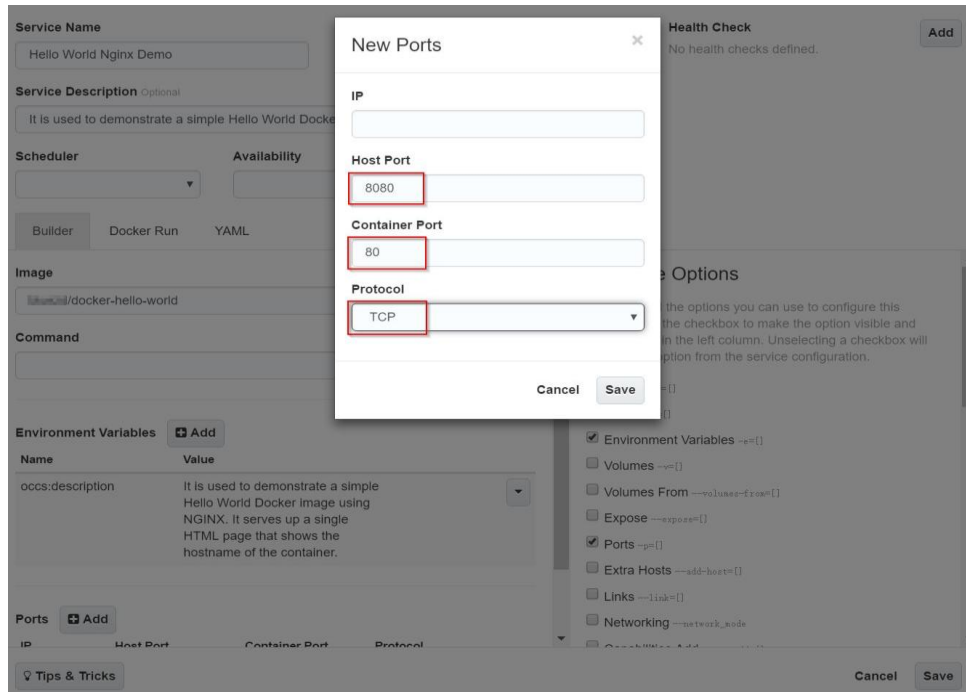 Service Name
Hello World Nginx Demo
Service Description Optional
It is used to demonstrate a simple Hello World Docke
Scheduler
Availability
Builder
Docker Run
YAML
Image
/docker-hello-world
Command
Environment Variables
Add
Name
Value
occs:description
It is used to demonstrate a simple
Hello World Docker image using
NGINX. It serves up a single
HTML page that shows the
hostname of the container.
Ports
Add
IP
Host Port
Container Port
Protocol
Tips & Tricks
New Ports
×
IP
Host Port
8080
Container Port
80
Protocol
TCP
Cancel
Save
Health Check
Add
No health checks defined.
e Options
the options you can use to configure this
the checkbox to make the option visible and
in the left column. Unselecting a checkbox will
option from the service configuration.
=[]
[]
Environment Variables -e=[]
Volumes -v=[]
Volumes From --volumes-from=[]
Expose --expose=[]
Ports -p=[]
Extra Hosts --add-host=[]
Links --link=[]
Networking --network_mode
Cancel
Save